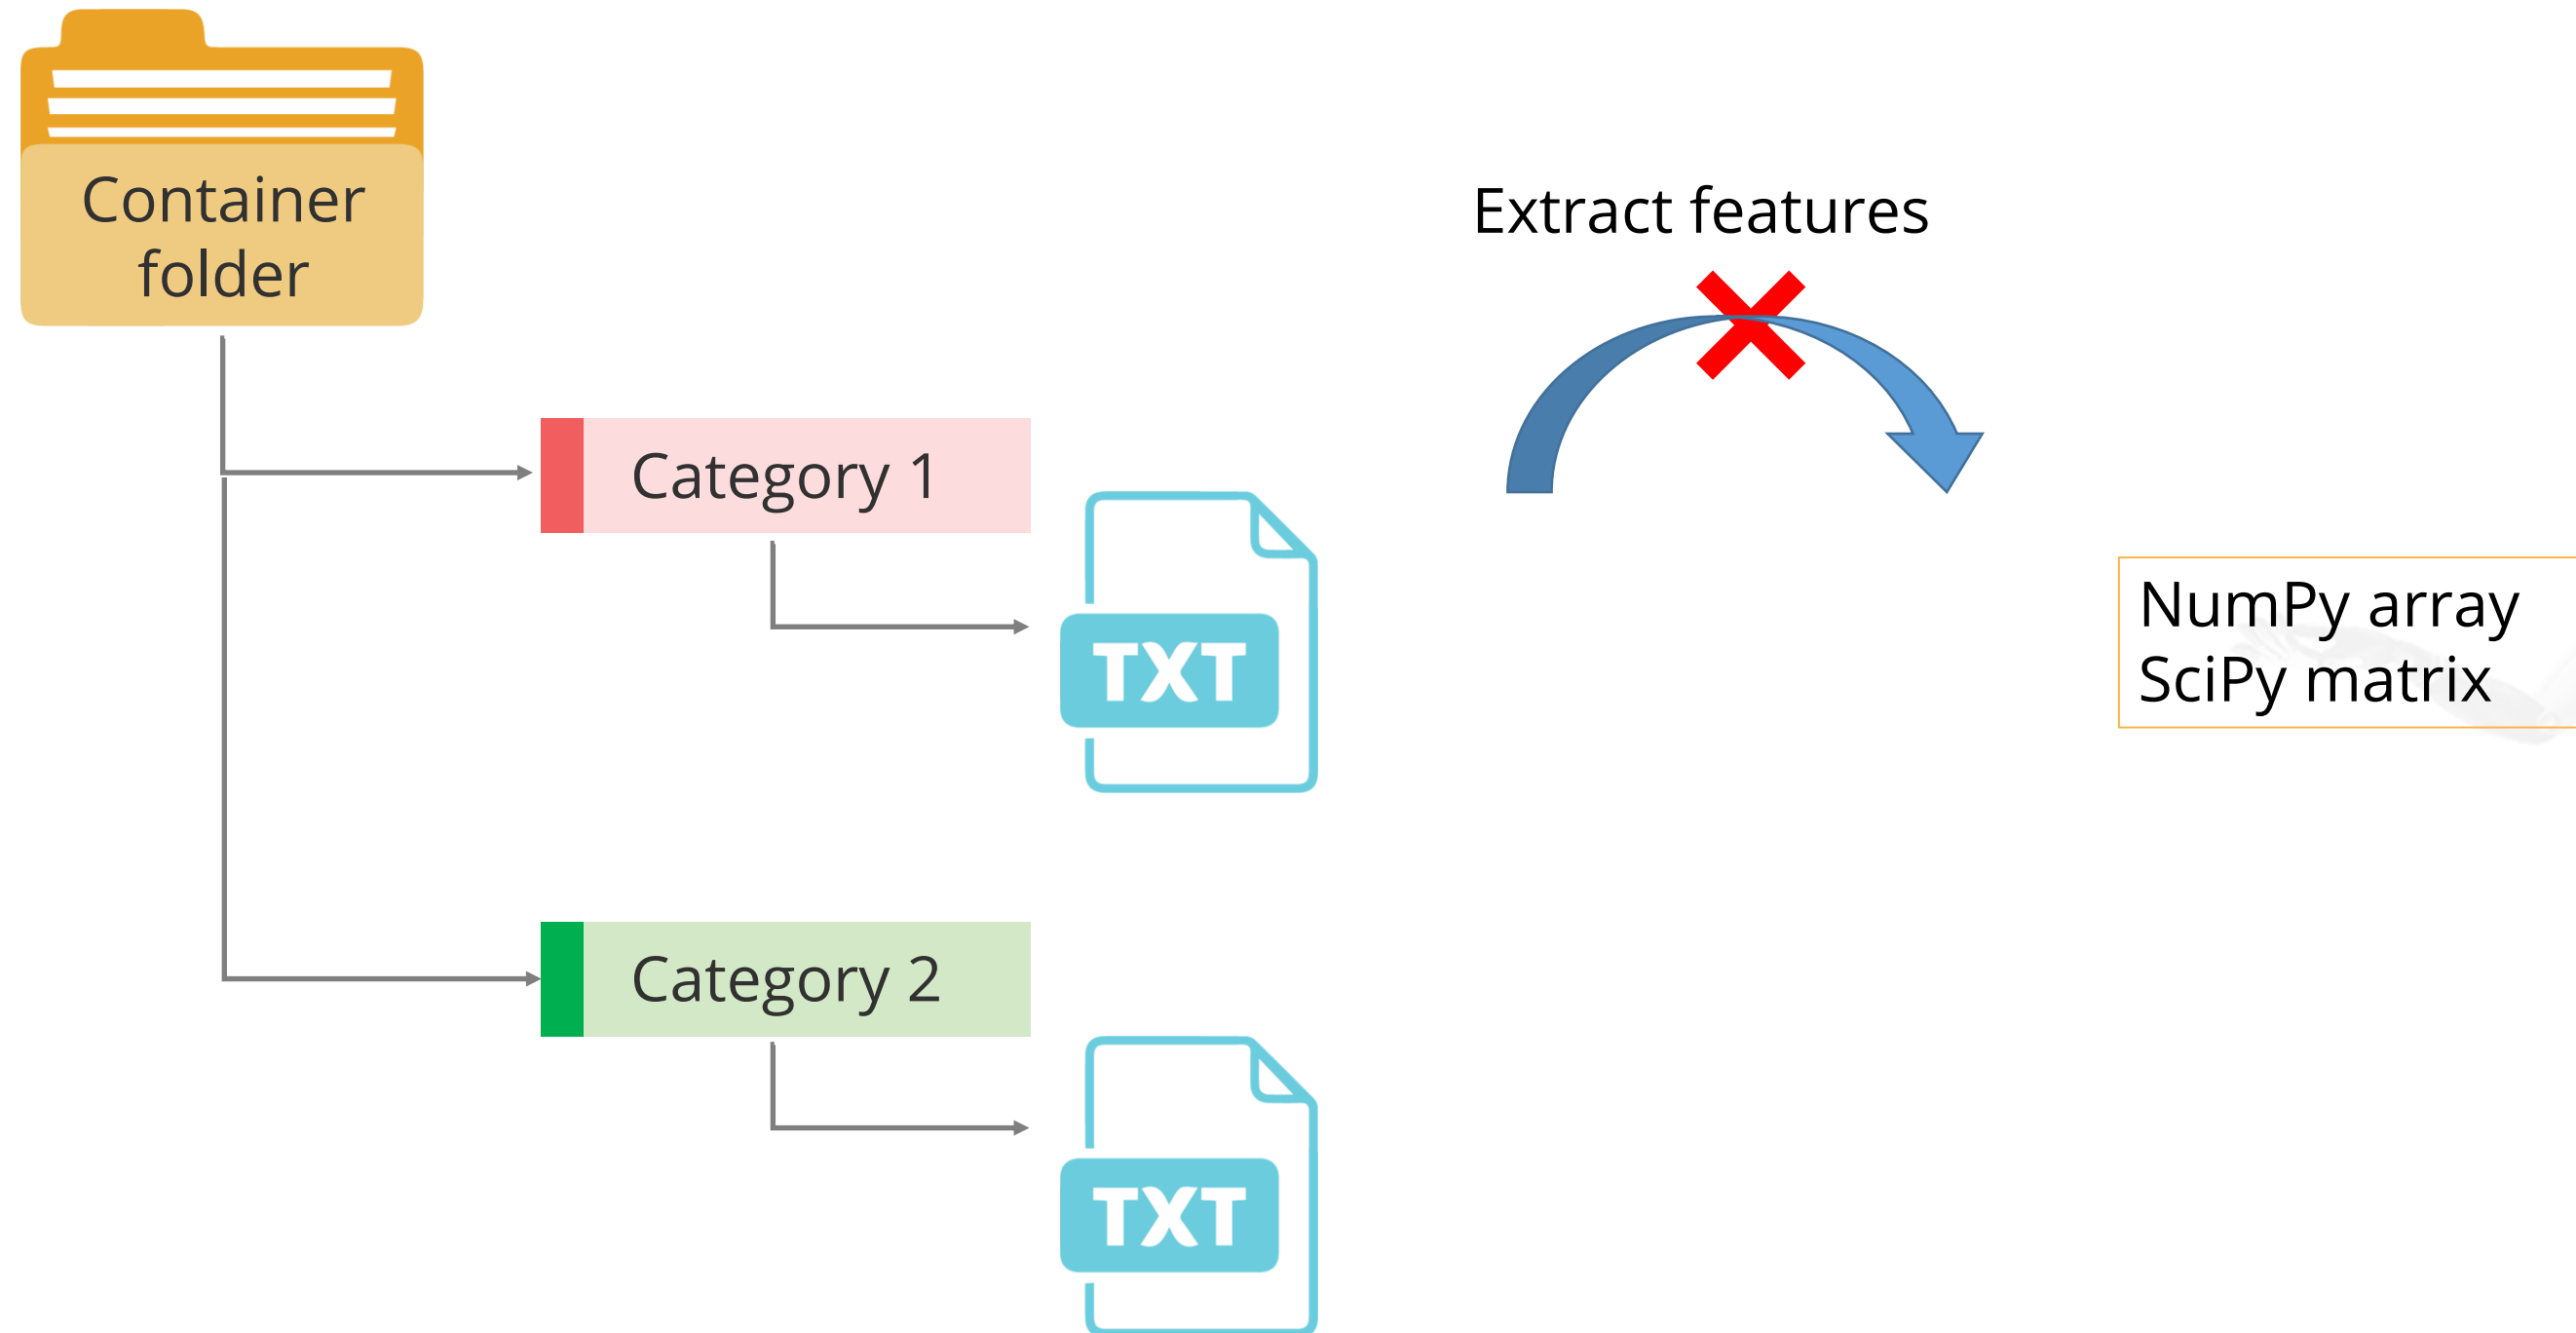 Container
folder
Extract features
Category 1
TXT
NumPy array
SciPy matrix
Category 2
TXT